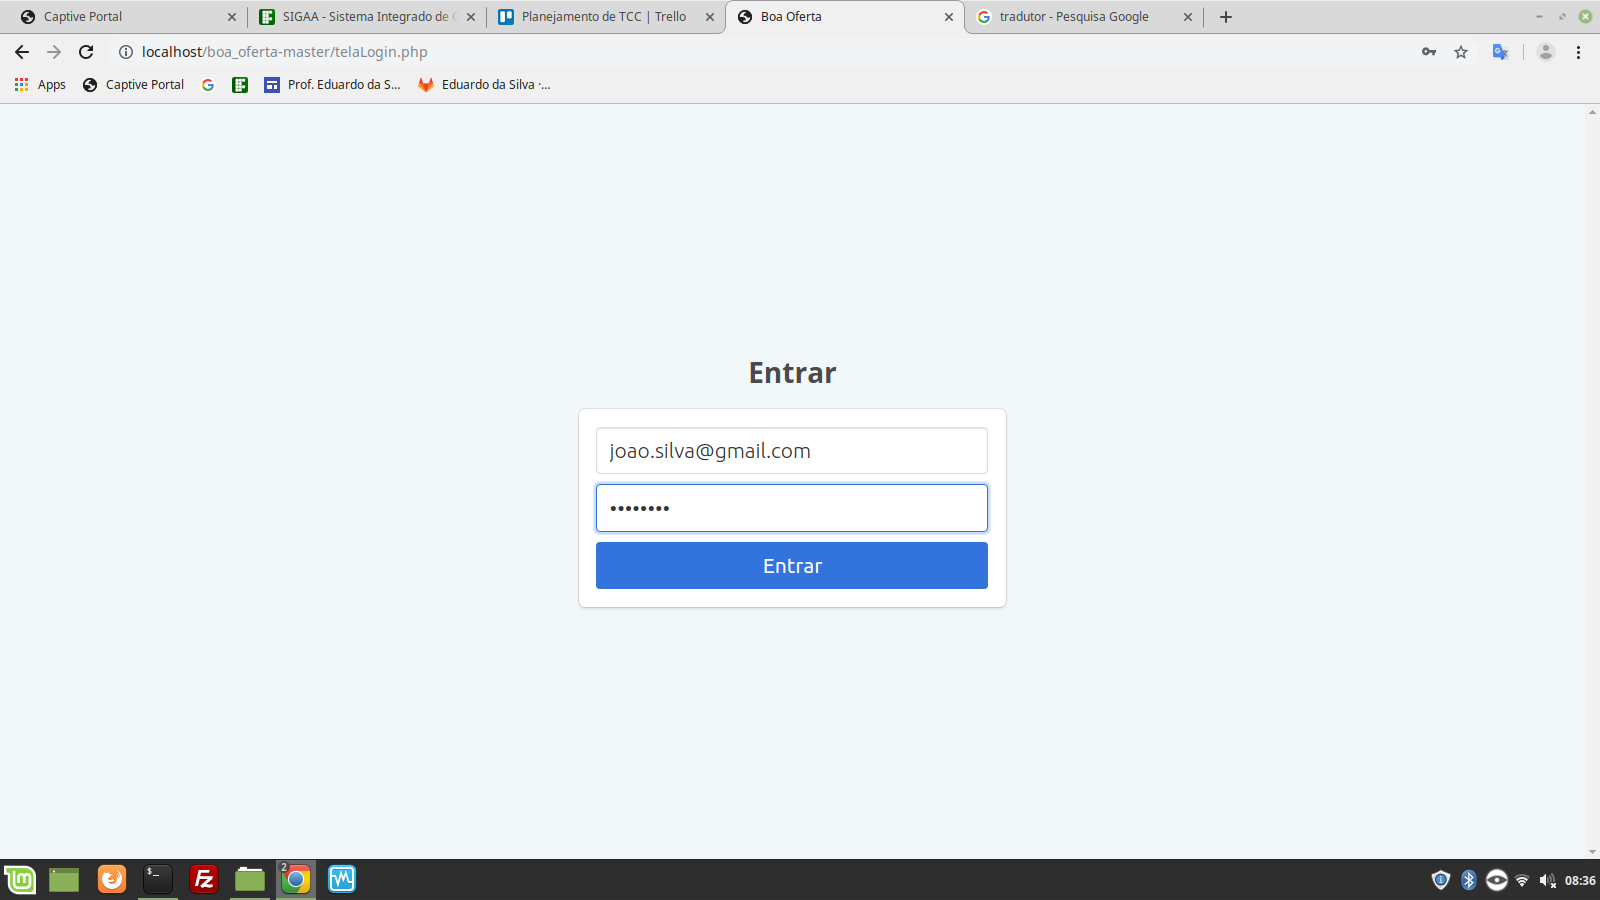 Captive Portal
SIGAA - Sistema Integrado de
Planejamento de TCC | Trello
Boa Oferta
tradutor - Pesquisa Google
localhost/boa_oferta-master/telaLogin.php
Apps
Captive Portal
Prof. Eduardo da S...
Eduardo da Silva ·...
Entrar
joao.silva@gmail.com
••••••••
Entrar
2
08:36